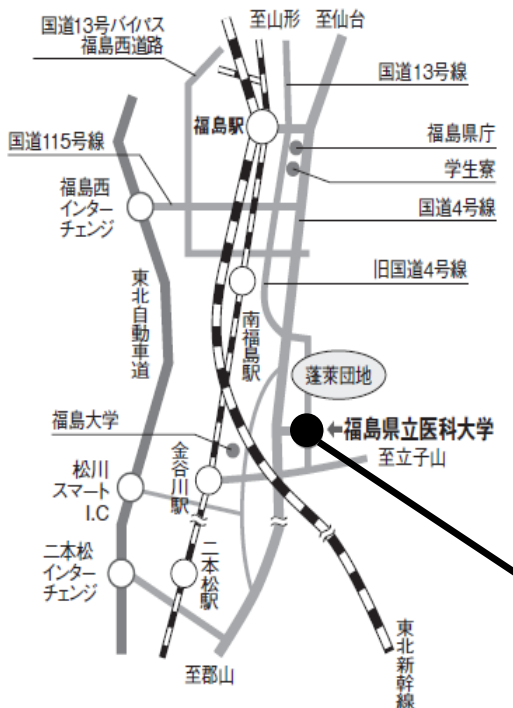 国道13号バイパス
福島西道路
至山形
至仙台
国道13号線
福島駅
福島県庁
国道115号線
学生寮
福島西
インター
チェンジ
国道4号線
旧国道4号線
東北自動車道
南福島駅
蓬莱団地
福島大学
←福島県立医科大学
金谷川駅
至立子山
松川
スマート
I.C
二本松
インター
チェンジ
二本松駅
至郡山
東北新幹線